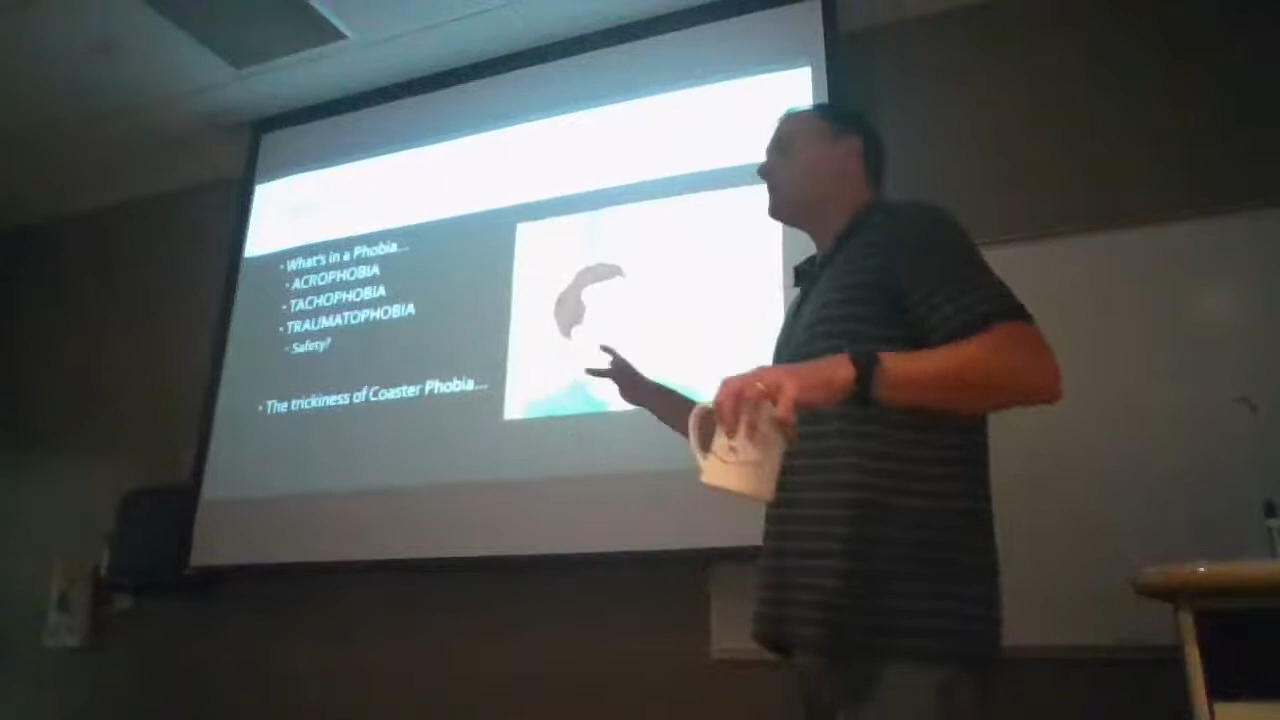 What's in a Phobia...
ACROPHOBIA
TACHOPHOBIA
TRAUMATOPHOBIA
Safety?
The trickiness of Coaster Phobia...